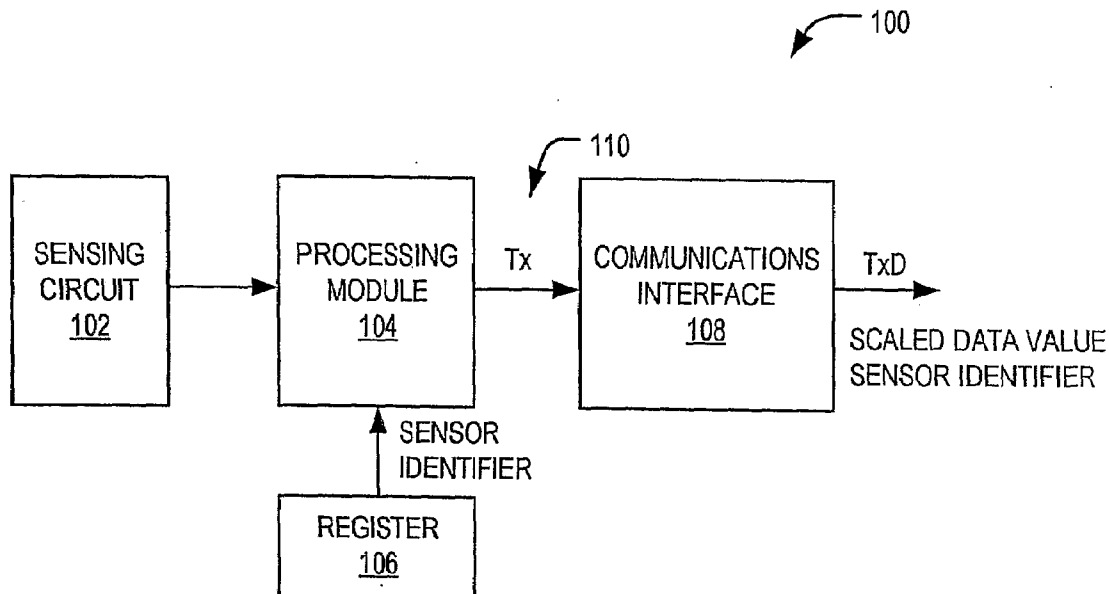 100
110
SENSING
CIRCUIT
102
PROCESSING
MODULE
104
Tx
COMMUNICATIONS
INTERFACE
108
TxD
SCALED DATA VALUE
SENSOR IDENTIFIER
SENSOR
IDENTIFIER
REGISTER
106